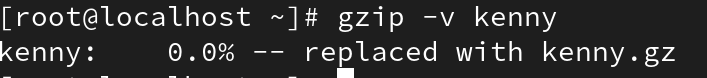 [root@localhost ~]# gzip -v kenny
kenny:    0.0% -- replaced with kenny.gz